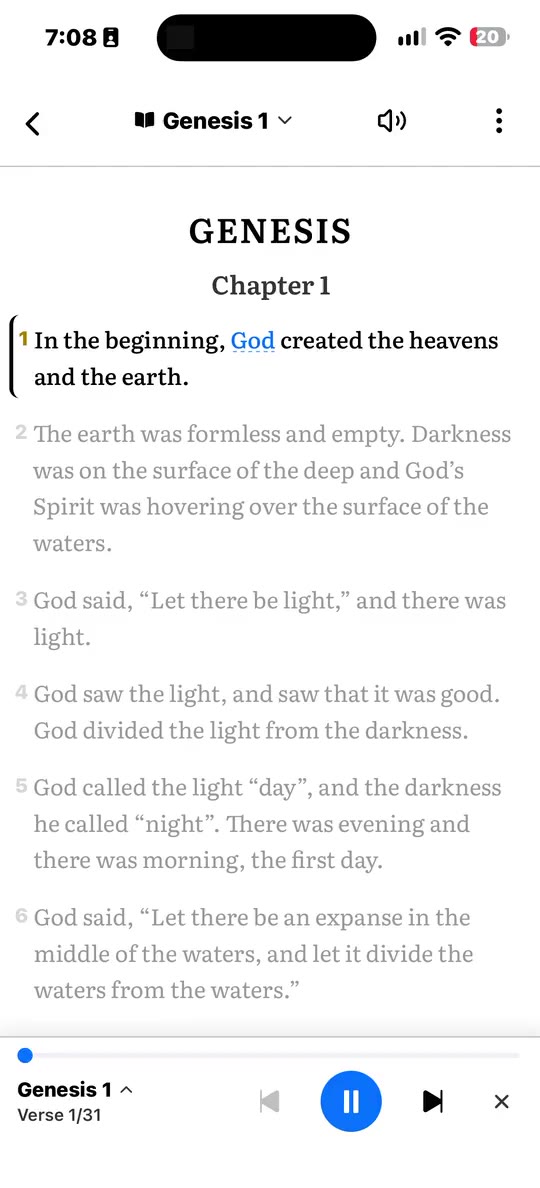 7:08
20
Genesis 1
GENESIS
Chapter 1
1 In the beginning, God created the heavens
and the earth.
2 The earth was formless and empty. Darkness
was on the surface of the deep and God’s
Spirit was hovering over the surface of the
waters.
3 God said, “Let there be light,” and there was
light.
4 God saw the light, and saw that it was good.
God divided the light from the darkness.
5 God called the light “day”, and the darkness
he called “night”. There was evening and
there was morning, the first day.
6 God said, “Let there be an expanse in the
middle of the waters, and let it divide the
waters from the waters.”
Genesis 1
Verse 1/31